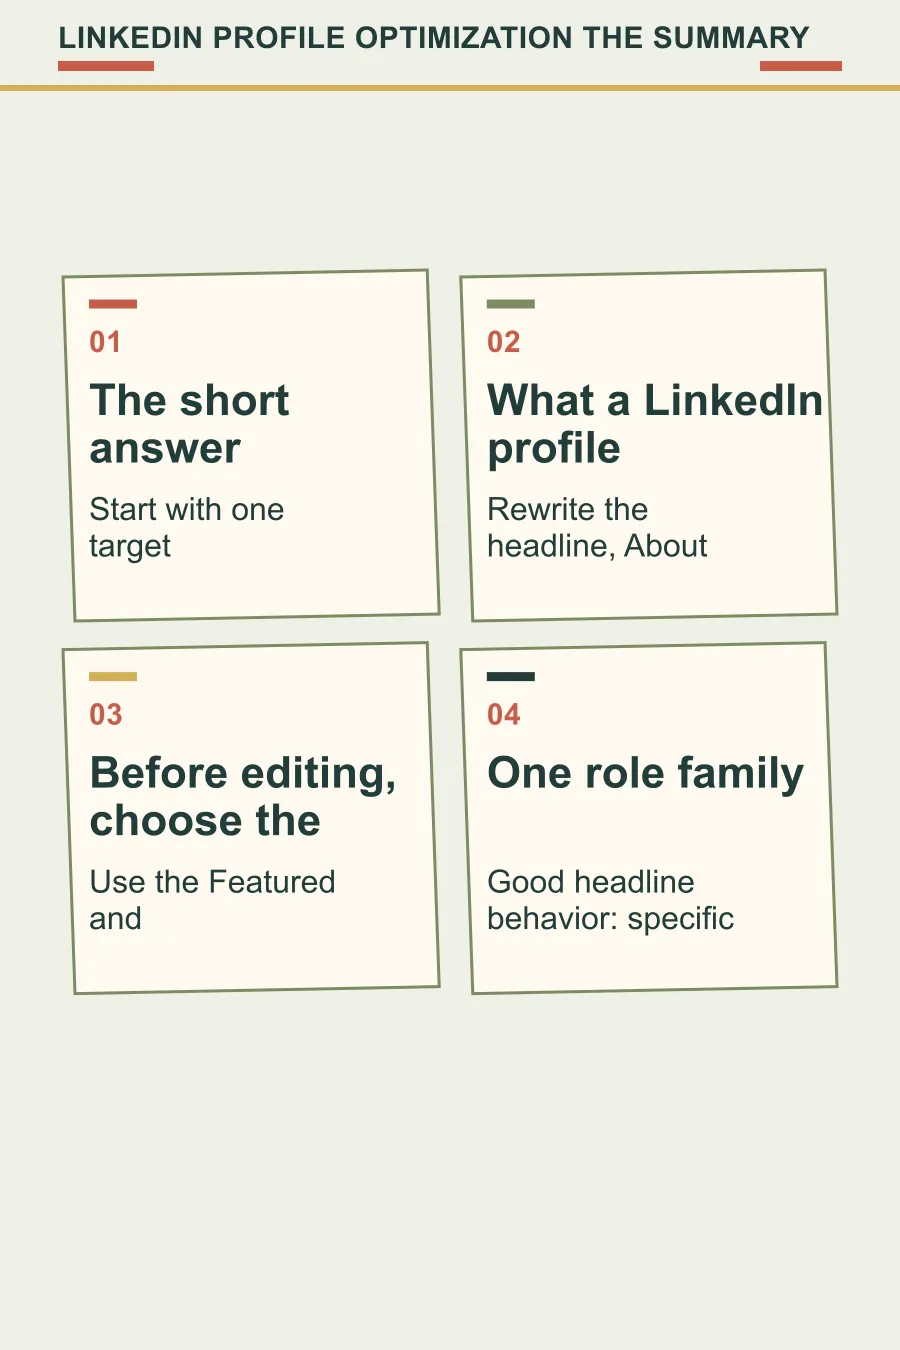 LINKEDIN PROFILE OPTIMIZATION THE SUMMARY
01
The short
answer
Start with one
target
02
What a LinkedIn
profile
Rewrite the
headline, About
03
Before editing,
choose the
Use the Featured
and
04
One role family
Good headline
behavior: specific